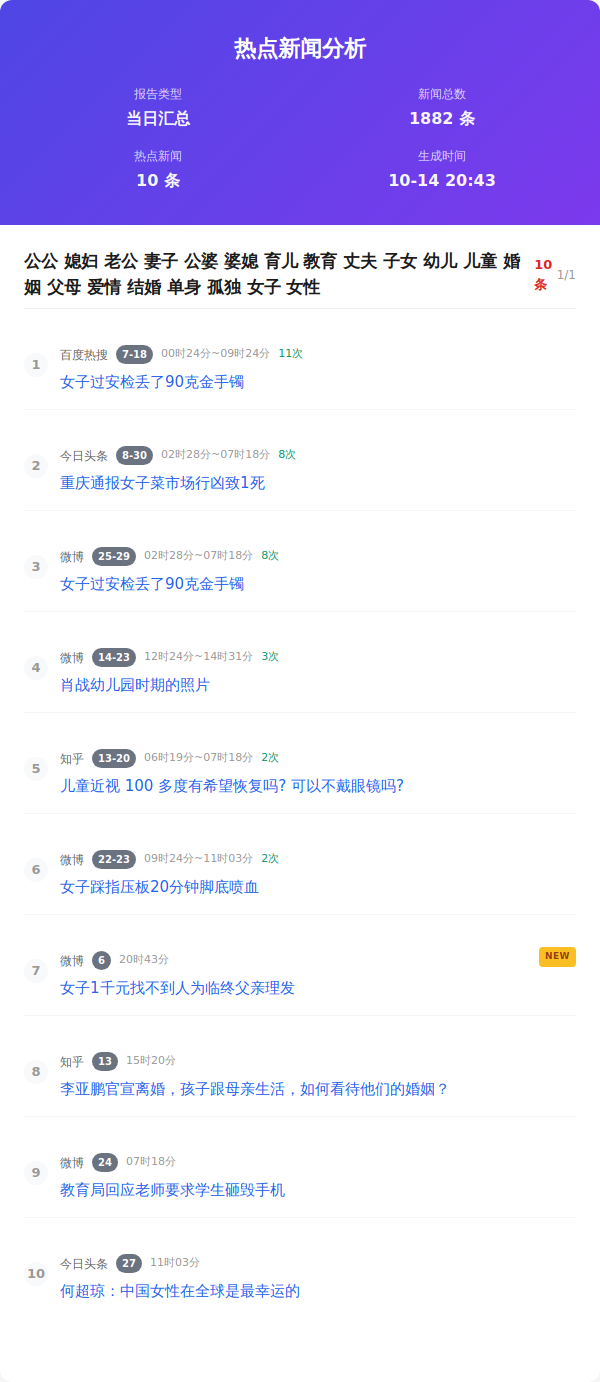 热点新闻分析
报告类型
新闻总数
当日汇总
1882 条
热点新闻
生成时间
10 条
10-14 20:43
公公 媳妇 老公 妻子 公婆 婆媳 育儿 教育 丈夫 子女 幼儿 儿童 婚
姻 父母 爱情 结婚 单身 孤独 女子 女性
10
条
1/1
1
百度热搜 7-18 00时24分~09时24分 11次
女子过安检丢了90克金手镯
2
今日头条 8-30 02时28分~07时18分 8次
重庆通报女子菜市场行凶致1死
3
微博 25-29 02时28分~07时18分 8次
女子过安检丢了90克金手镯
4
微博 14-23 12时24分~14时31分 3次
肖战幼儿园时期的照片
5
知乎 13-20 06时19分~07时18分 2次
儿童近视 100 多度有希望恢复吗? 可以不戴眼镜吗?
6
微博 22-23 09时24分~11时03分 2次
女子踩指压板20分钟脚底喷血
7
微博 6 20时43分
NEW
女子1千元找不到人为临终父亲理发
8
知乎 13 15时20分
李亚鹏官宣离婚，孩子跟母亲生活，如何看待他们的婚姻？
9
微博 24 07时18分
教育局回应老师要求学生砸毁手机
10
今日头条 27 11时03分
何超琼：中国女性在全球是最幸运的